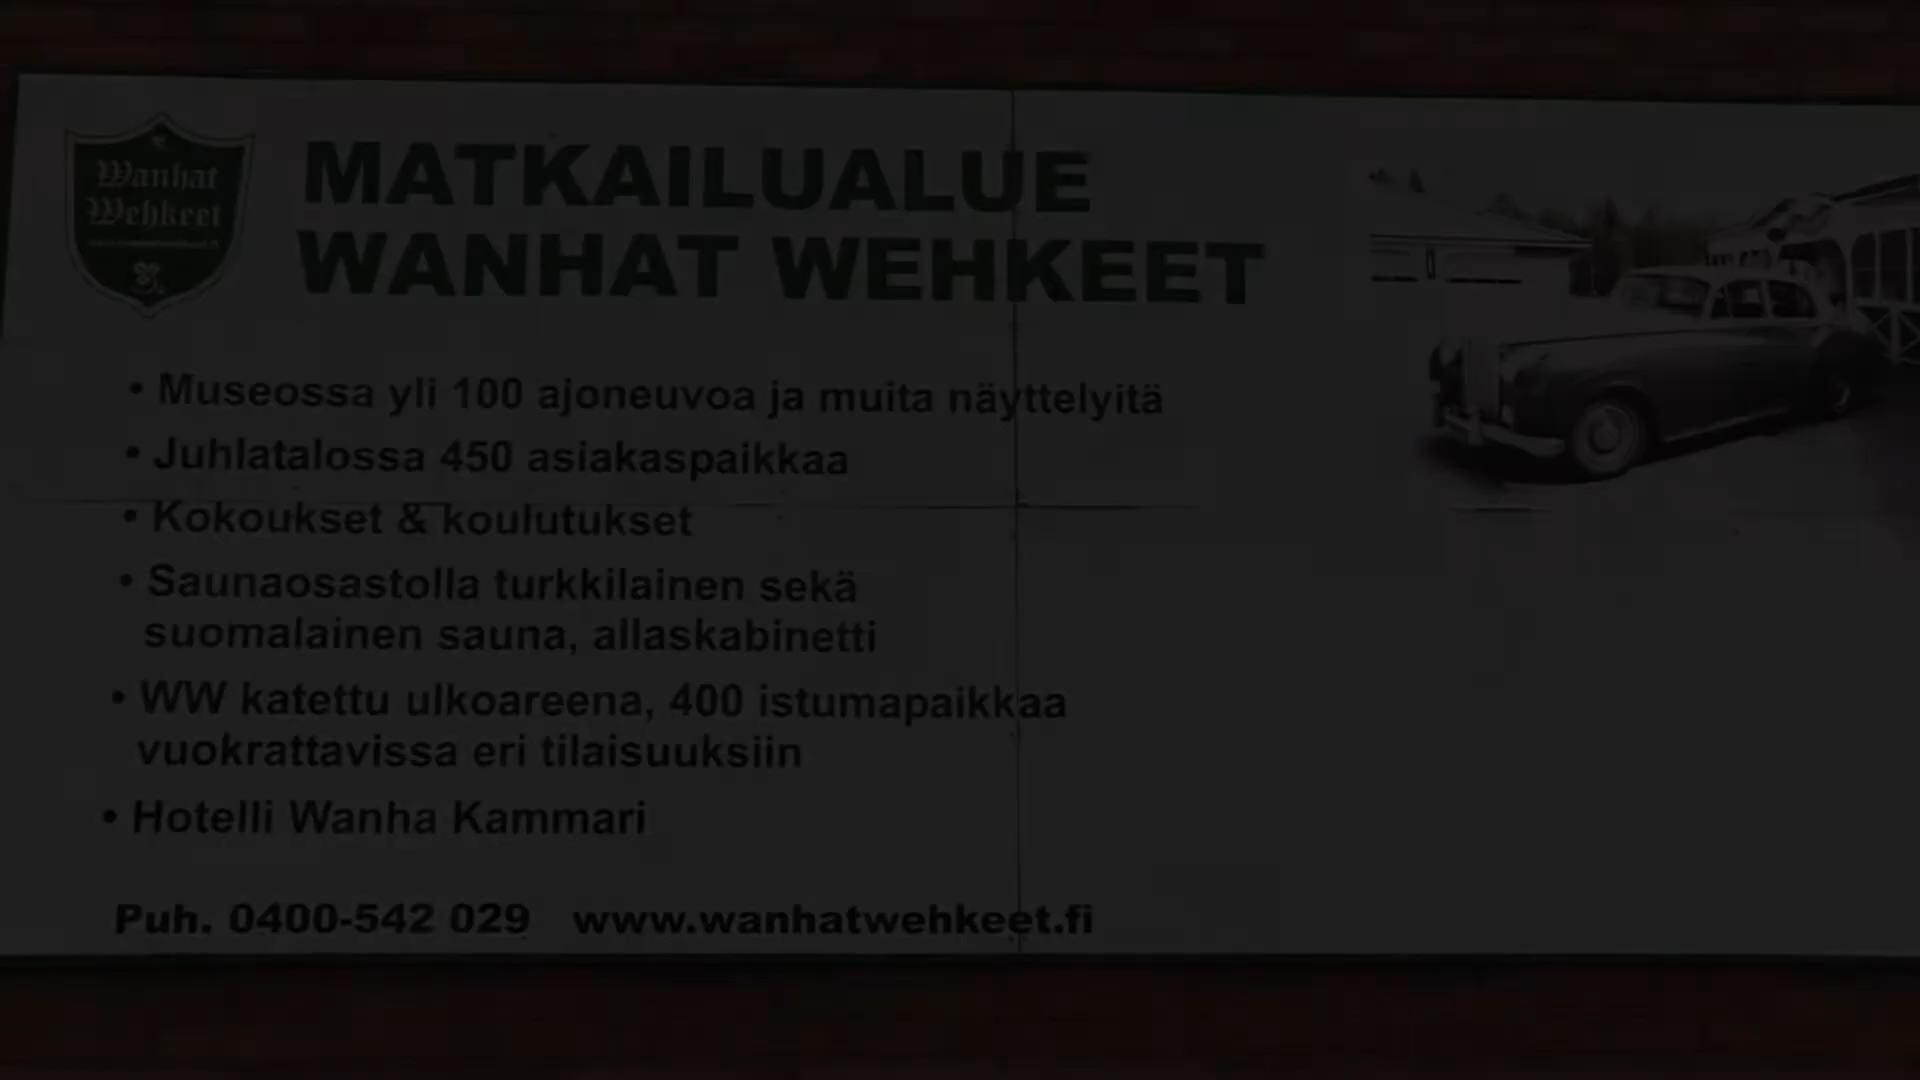 Wanhat
Wehkeet
MATKAILUALUE
WANHAT WEHKEET
• Museossa yli 100 ajoneuvoa ja muita näyttelyitä
• Juhlatalossa 450 asiakaspaikkaa
• Kokoukset & koulutukset
• Saunaosastolla turkkilainen sekä
suomalainen sauna, allaskabinetti
• WW katettu ulkoareena, 400 istumapaikkaa
vuokrattavissa eri tilaisuuksiin
• Hotelli Wanha Kammari
Puh. 0400-542 029 www.wanhatwehkeet.fi